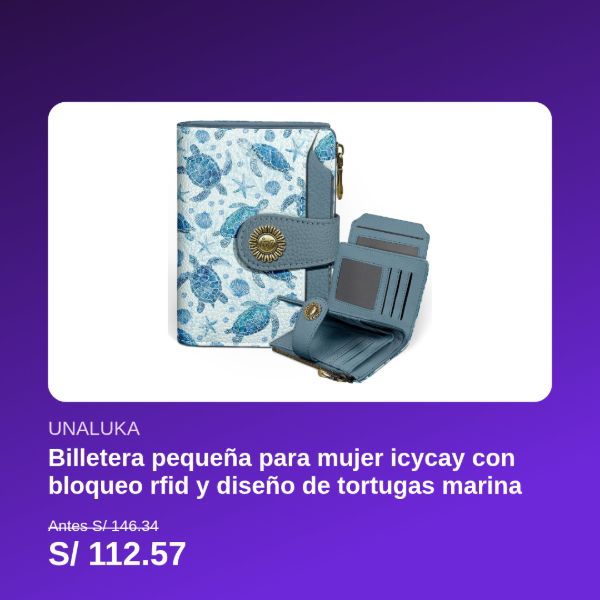 UNALUKA
Billetera pequeña para mujer icycay con
bloqueo rfid y diseño de tortugas marina
Antes S/ 146.34
S/ 112.57